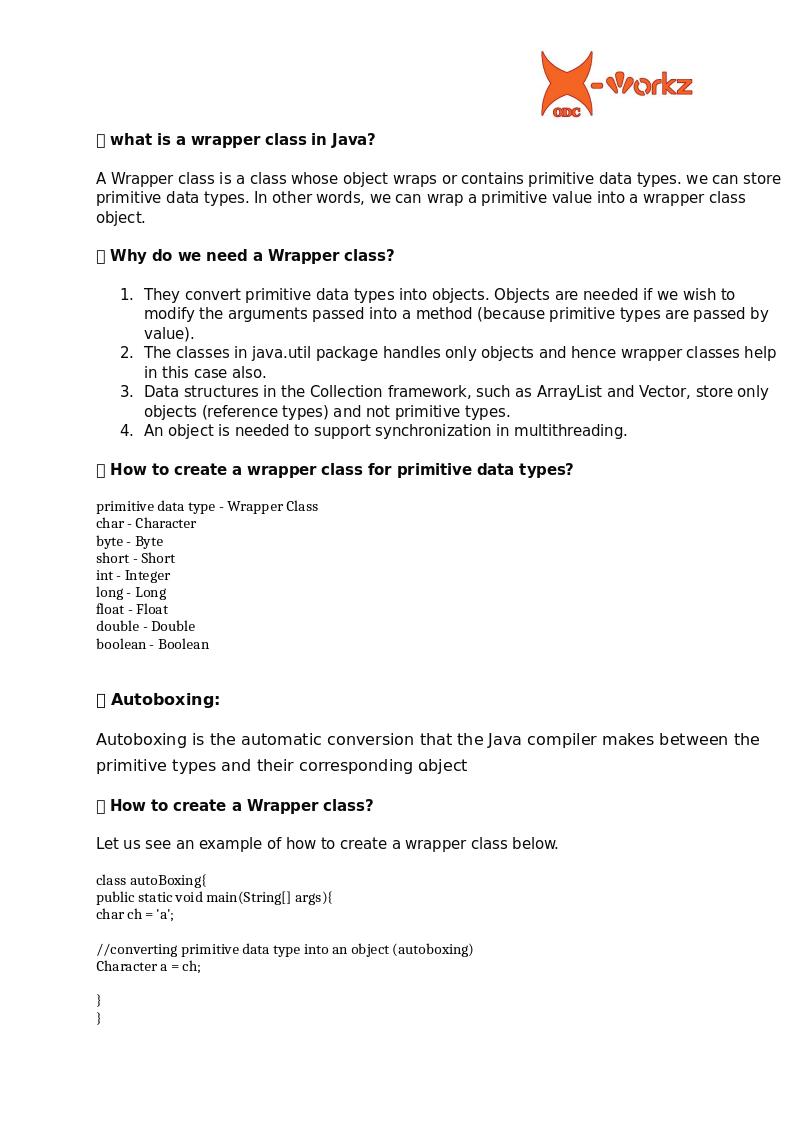 X-Workz
ODC
what is a wrapper class in Java?
A Wrapper class is a class whose object wraps or contains primitive data types. we can store
primitive data types. In other words, we can wrap a primitive value into a wrapper class
object.
Why do we need a Wrapper class?
1. They convert primitive data types into objects. Objects are needed if we wish to
modify the arguments passed into a method (because primitive types are passed by
value).
2. The classes in java.util package handles only objects and hence wrapper classes help
in this case also.
3. Data structures in the Collection framework, such as ArrayList and Vector, store only
objects (reference types) and not primitive types.
4. An object is needed to support synchronization in multithreading.
How to create a wrapper class for primitive data types?
primitive data type - Wrapper Class
char - Character
byte - Byte
short - Short
int - Integer
long - Long
float - Float
double - Double
boolean - Boolean
Autoboxing:
Autoboxing is the automatic conversion that the Java compiler makes between the
primitive types and their corresponding object
How to create a Wrapper class?
Let us see an example of how to create a wrapper class below.
class autoBoxing{
public static void main(String[] args){
char ch = 'a';
//converting primitive data type into an object (autoboxing)
Character a = ch;
}
}